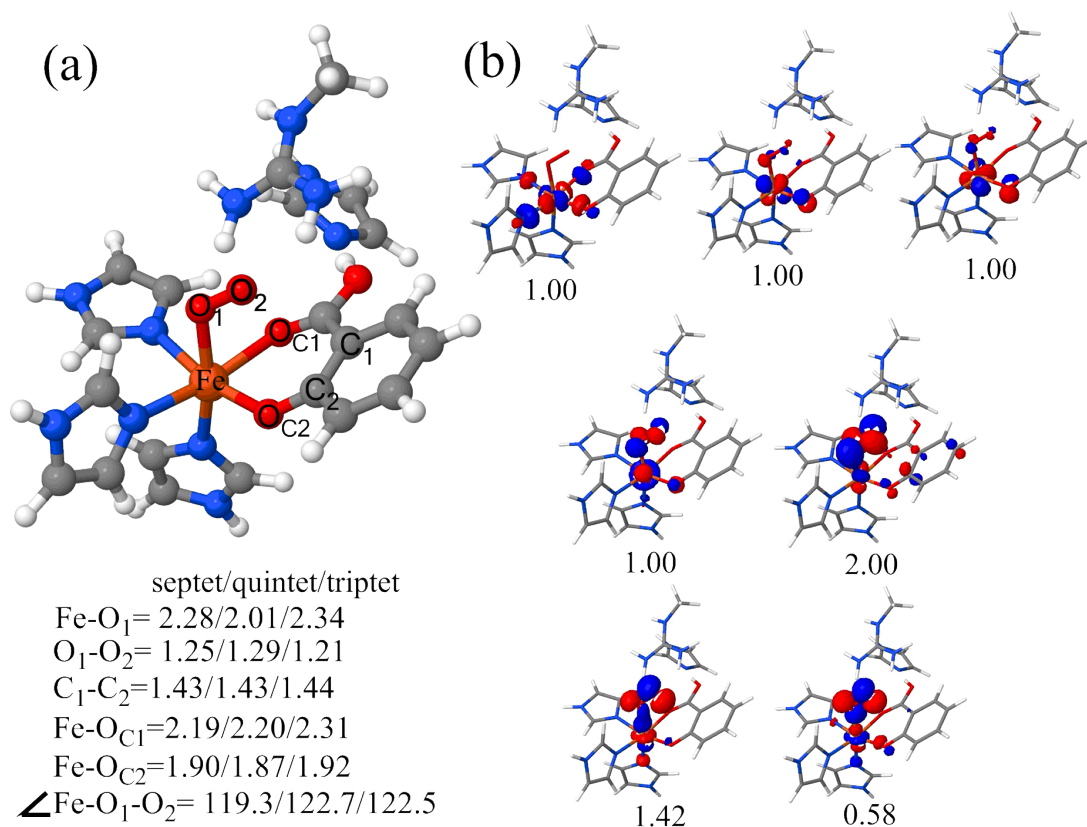 (a)
(b)
1.00
1.00
1.00
O1
O2
OC1
C1
Fe
C2
OC2
1.00
2.00
septet/quintet/triptet
Fe-O1= 2.28/2.01/2.34
O1-O2= 1.25/1.29/1.21
C1-C2=1.43/1.43/1.44
Fe-OC1=2.19/2.20/2.31
Fe-OC2=1.90/1.87/1.92
∠Fe-O1-O2= 119.3/122.7/122.5
1.42
0.58